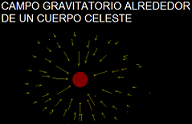 CAMPO GRAVITATORIO ALREDEDOR
DE UN CUERPO CELESTE